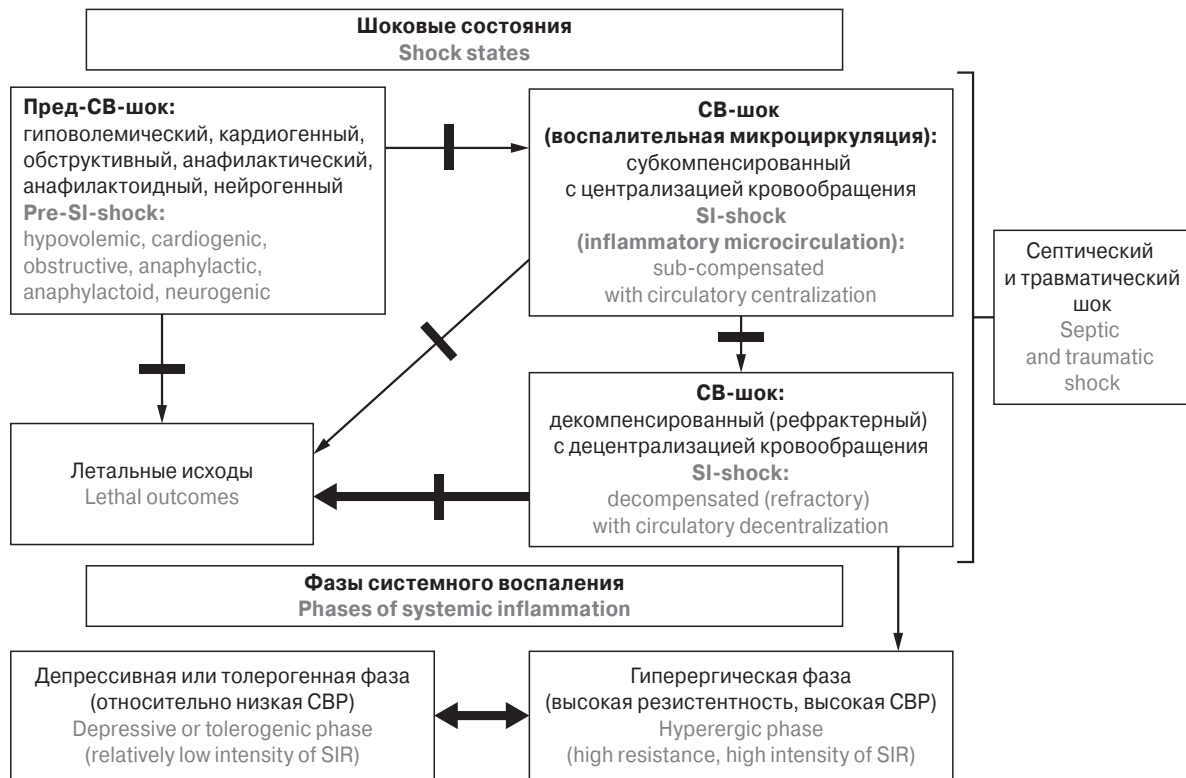 Шоковые состояния
Shock states
Пред-СВ-шок:
гиповолемический, кардиогенный,
обструктивный, анафилактический,
анафилактоидный, нейрогенный
Pre-SI-shock:
hypovolemic, cardiogenic,
obstructive, anaphylactic,
anaphylactoid, neurogenic
СВ-шок
(воспалительная микроциркуляция):
субкомпенсированный
с централизацией кровообращения
SI-shock
(inflammatory microcirculation):
sub-compensated
with circulatory centralization
Септический
и травматический
шок
Septic
and traumatic
shock
Летальные исходы
Lethal outcomes
СВ-шок:
декомпенсированный (рефрактерный)
с децентрализацией кровообращения
SI-shock:
decompensated (refractory)
with circulatory decentralization
Фазы системного воспаления
Phases of systemic inflammation
Депрессивная или толерогенная фаза
(относительно низкая СВР)
Depressive or tolerogenic phase
(relatively low intensity of SIR)
Гиперергическая фаза
(высокая резистентность, высокая СВР)
Hyperergic phase
(high resistance, high intensity of SIR)